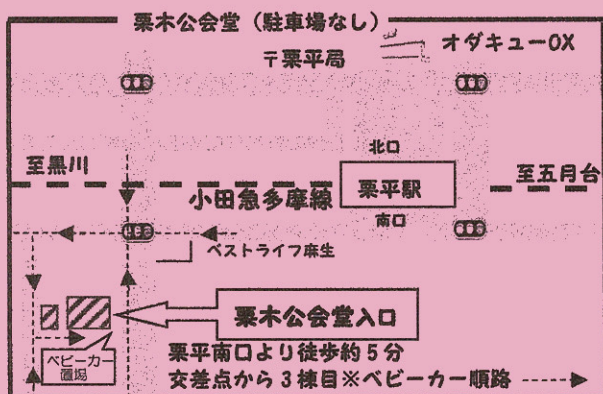 栗木公会堂（駐車場なし）
オダキューOX
〒栗平局
北口
至黒川
栗平駅
至五月台
小田急多摩線
南口
ベストライフ麻生
栗木公会堂入口
ベビーカー
置場
栗平南口より徒歩約5分
交差点から3棟目※ベビーカー順路